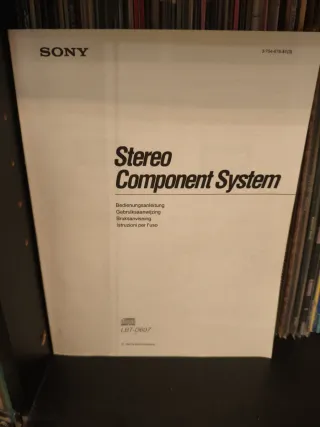 SONY
Stereo
Component System
Bedienungsanleitung
Gebruiksaanwijzing
Bruksanvisning
Istruzioni per l'uso